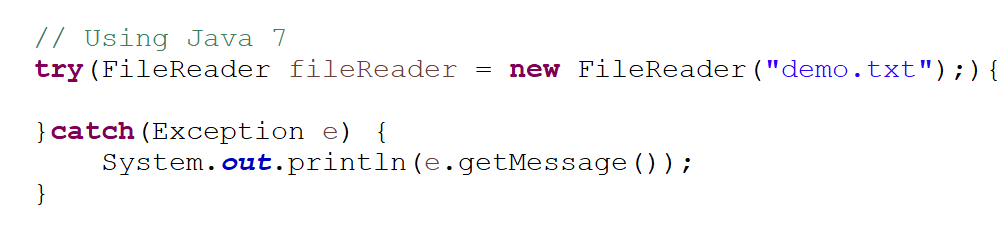 // Using Java 7
try(FileReader fileReader = new FileReader("demo.txt");){
}catch(Exception e) {
    System.out.println(e.getMessage());
}